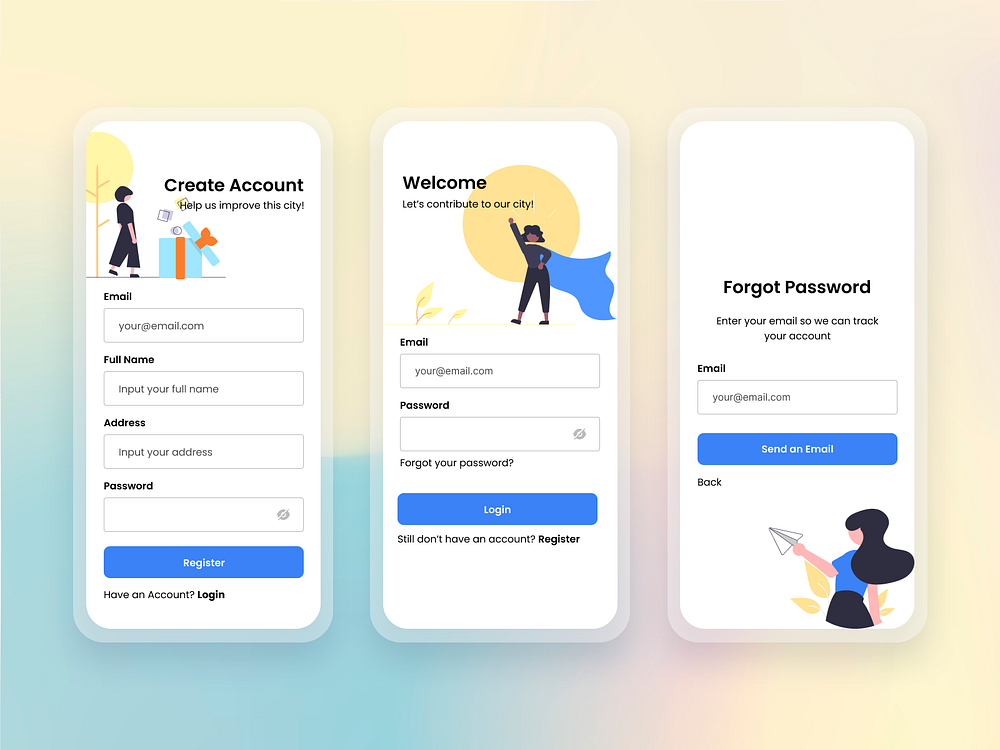 Create Account
Help us improve this city!
Email
your@email.com
Full Name
Input your full name
Address
Input your address
Password
Register
Have an Account? Login
Welcome
Let's contribute to our city!
Email
your@email.com
Password
Forgot your password?
Login
Still don't have an account? Register
Forgot Password
Enter your email so we can track
your account
Email
your@email.com
Send an Email
Back